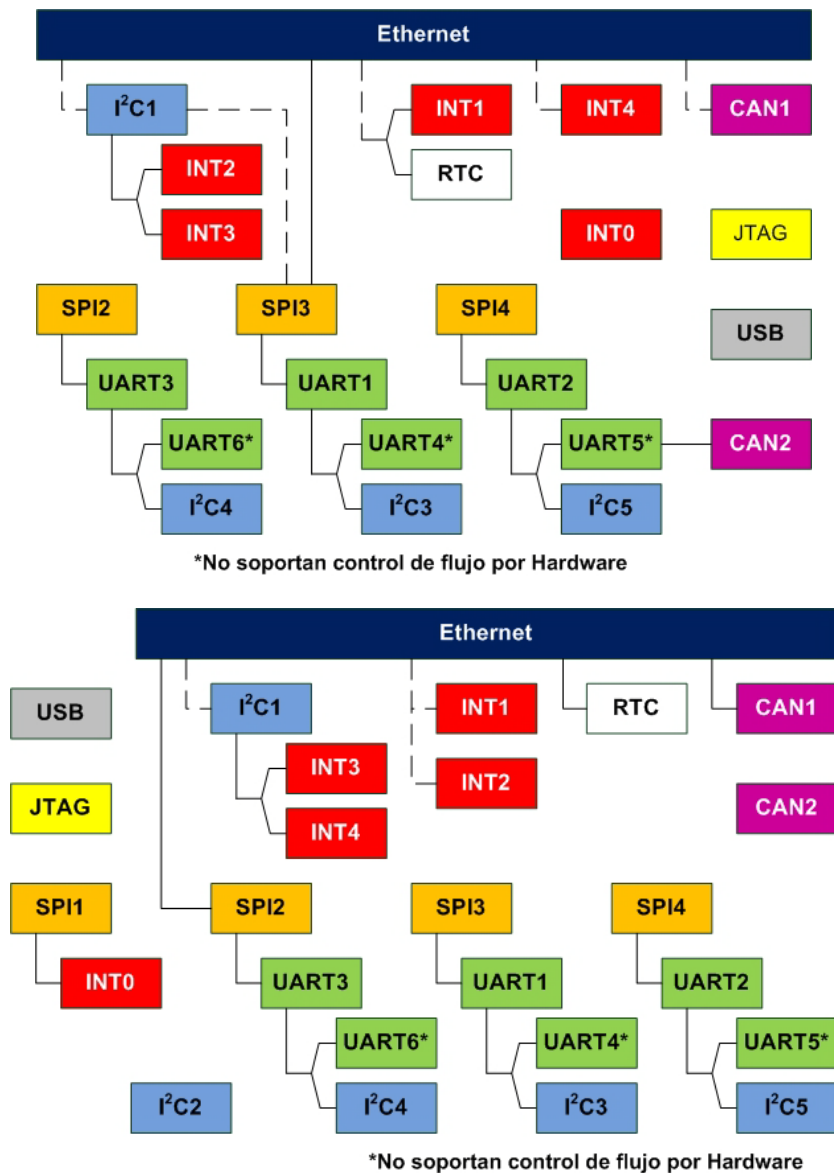 Ethernet
I²C1 INT1 INT4 CAN1
INT2 RTC
INT3 INT0 JTAG
SPI2 SPI3 SPI4
USB
UART3 UART1 UART2
UART6* UART4* UART5* CAN2
I²C4 I²C3 I²C5
*No soportan control de flujo por Hardware
Ethernet
USB I²C1 INT1 RTC CAN1
INT3 INT2
JTAG CAN2
INT4
SPI1 SPI2 SPI3 SPI4
INT0 UART3 UART1 UART2
UART6* UART4* UART5*
I²C2 I²C4 I²C3 I²C5
*No soportan control de flujo por Hardware